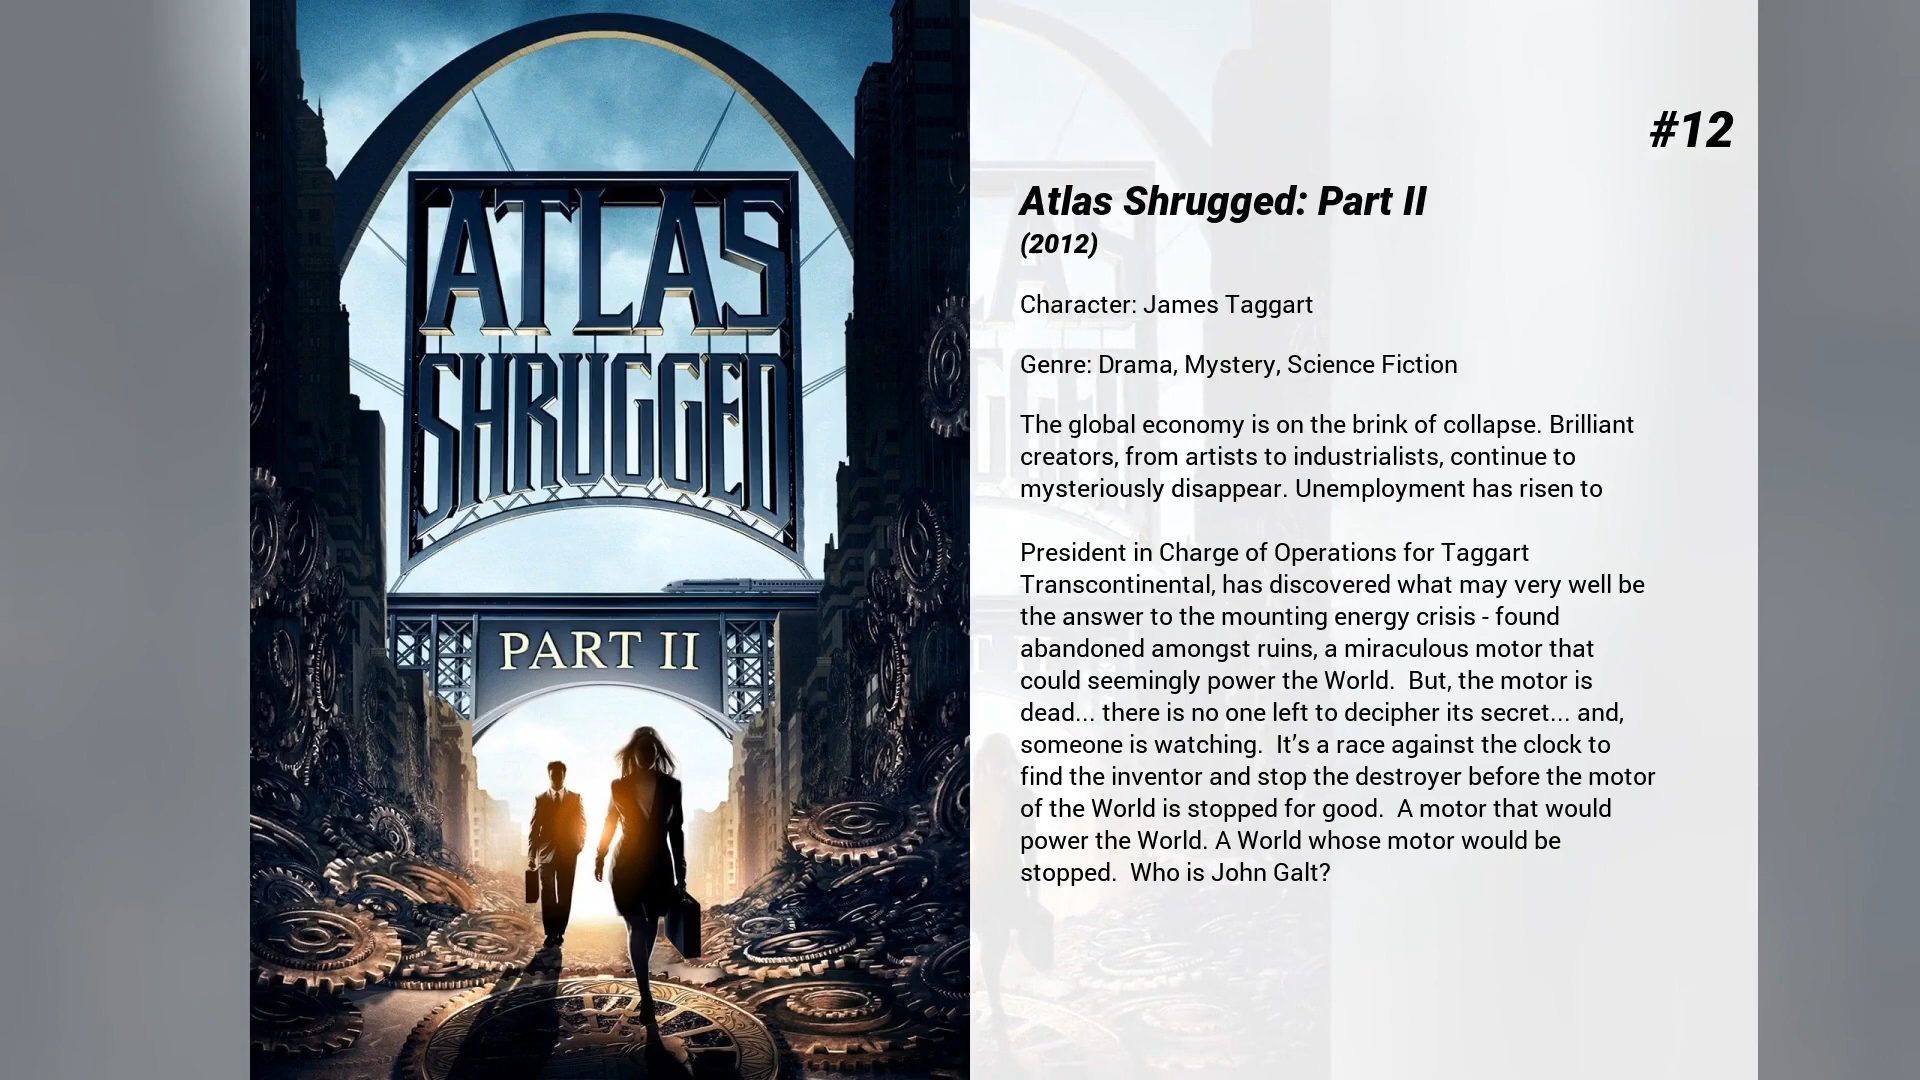 ATLAS
SHRUGGED
PART II
#12
Atlas Shrugged: Part II
(2012)
Character: James Taggart
Genre: Drama, Mystery, Science Fiction
The global economy is on the brink of collapse. Brilliant
creators, from artists to industrialists, continue to
mysteriously disappear. Unemployment has risen to
President in Charge of Operations for Taggart
Transcontinental, has discovered what may very well be
the answer to the mounting energy crisis - found
abandoned amongst ruins, a miraculous motor that
could seemingly power the World.  But, the motor is
dead... there is no one left to decipher its secret... and,
someone is watching.  It’s a race against the clock to
find the inventor and stop the destroyer before the motor
of the World is stopped for good.  A motor that would
power the World. A World whose motor would be
stopped.  Who is John Galt?